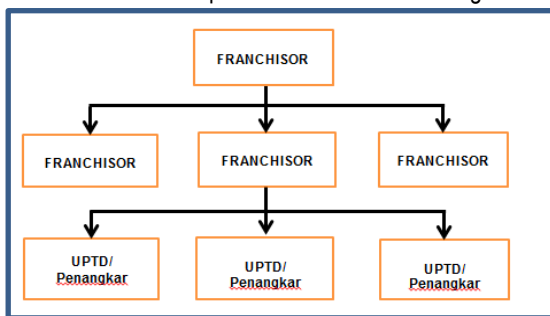 FRANCHISOR
FRANCHISOR
FRANCHISOR
FRANCHISOR
UPTD/
Penangkar
UPTD/
Penangkar
UPTD/
Penangkar